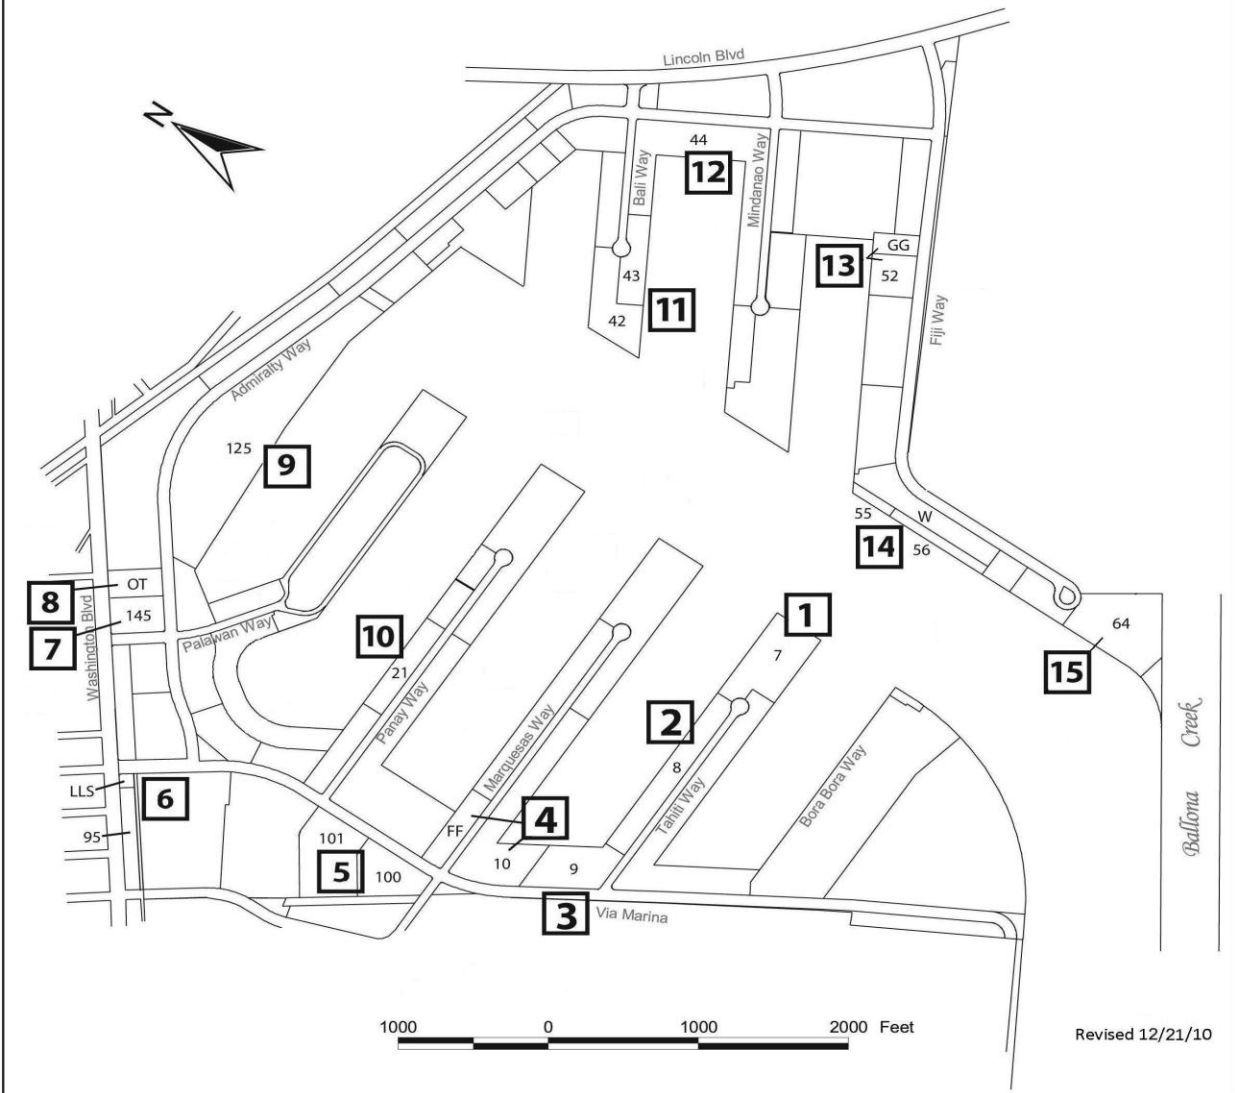 Lincoln Blvd
N
44
12
Bali Way
Mindanao Way
GG
13
52
43
11
42
Fiji Way
Admiralty Way
125
9
55
W
14
56
OT
8
145
7
Washington Blvd
Palawan Way
10
21
Panay Way
1
7
64
15
2
8
Tahiti Way
Marquesas Way
Bora Bora Way
Ballona Creek
LLS
6
95
FF
4
101
5
100
10
9
3
Via Marina
1000 0 1000 2000 Feet
Revised 12/21/10